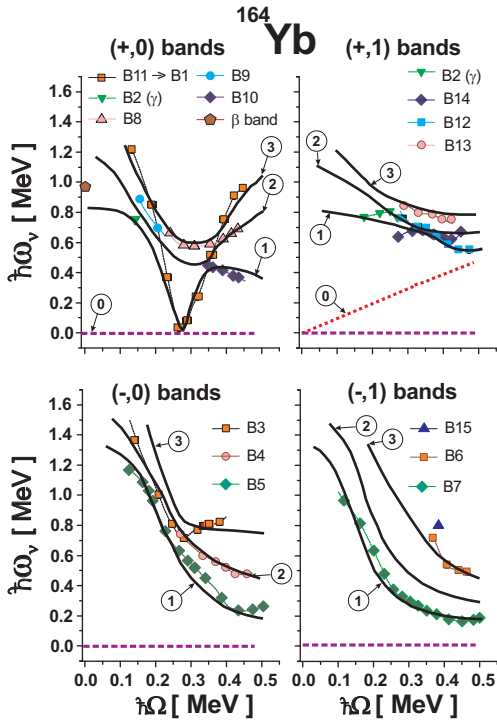 164
Yb
(+,0) bands
(+,1) bands
B11 -> B1
B9
B2 (γ)
B10
B8
β band
B2 (γ)
B14
B12
B13
ħω_ν [ MeV ]
1.6
1.4
1.2
1.0
0.8
0.6
0.4
0.2
0.0
3
2
1
0
2
3
1
0
(-,0) bands
(-,1) bands
B3
B4
B5
B15
B6
B7
ħω_ν [ MeV ]
1.6
1.4
1.2
1.0
0.8
0.6
0.4
0.2
0.0
3
2
1
2
3
1
0.0 0.1 0.2 0.3 0.4 0.5
0.0 0.1 0.2 0.3 0.4 0.5
ħΩ [ MeV ]
ħΩ [ MeV ]